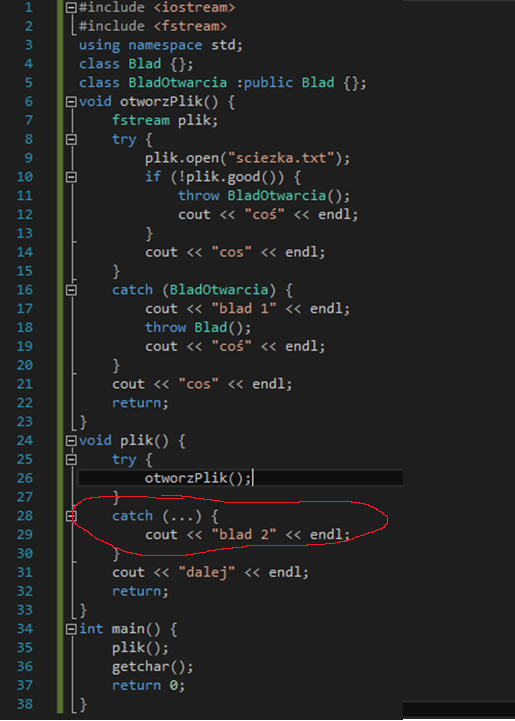 1 #include <iostream>
2 #include <fstream>
3 using namespace std;
4 class Blad {};
5 class BladOtwarcia :public Blad {};
6 void otworzPlik() {
7 fstream plik;
8 try {
9 plik.open("sciezka.txt");
10 if (!plik.good()) {
11 throw BladOtwarcia();
12 cout << "coś" << endl;
13 }
14 cout << "cos" << endl;
15 }
16 catch (BladOtwarcia) {
17 cout << "blad 1" << endl;
18 throw Blad();
19 cout << "coś" << endl;
20 }
21 cout << "cos" << endl;
22 return;
23 }
24 void plik() {
25 try {
26 otworzPlik();
27 }
28 catch (...) {
29 cout << "blad 2" << endl;
30 }
31 cout << "dalej" << endl;
32 return;
33 }
34 int main() {
35 plik();
36 getchar();
37 return 0;
38 }